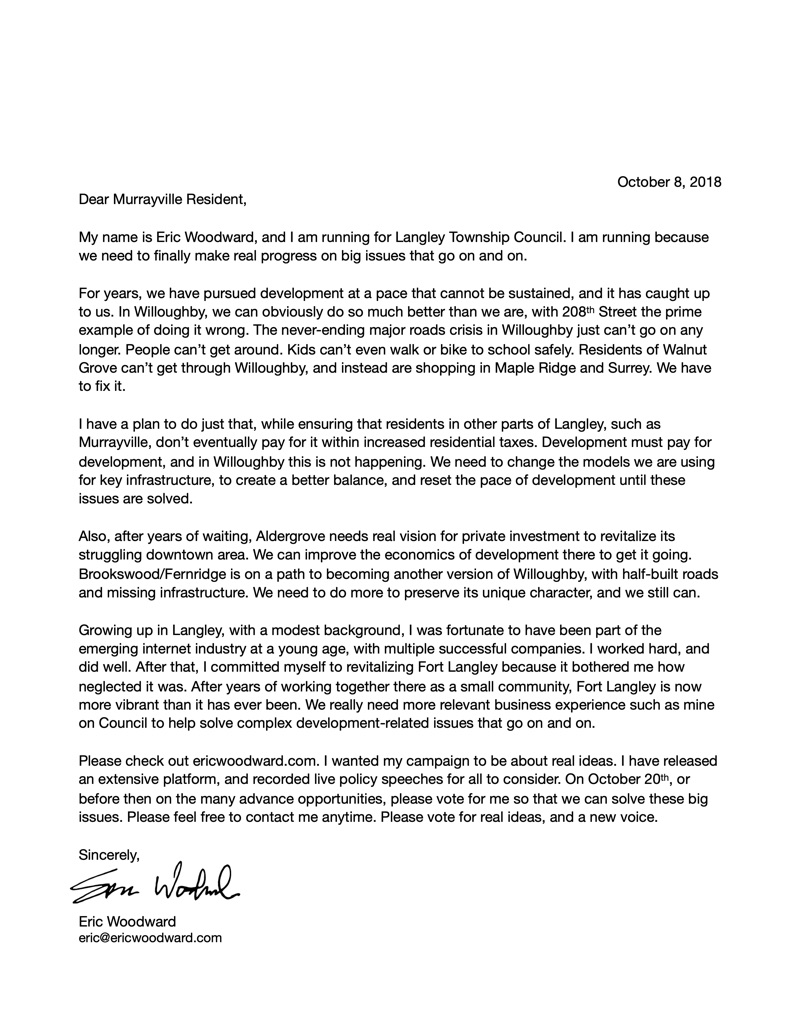 October 8, 2018
Dear Murrayville Resident,
My name is Eric Woodward, and I am running for Langley Township Council. I am running because
we need to finally make real progress on big issues that go on and on.
For years, we have pursued development at a pace that cannot be sustained, and it has caught up
to us. In Willoughby, we can obviously do so much better than we are, with 208th Street the prime
example of doing it wrong. The never-ending major roads crisis in Willoughby just can’t go on any
longer. People can’t get around. Kids can’t even walk or bike to school safely. Residents of Walnut
Grove can’t get through Willoughby, and instead are shopping in Maple Ridge and Surrey. We have
to fix it.
I have a plan to do just that, while ensuring that residents in other parts of Langley, such as
Murrayville, don’t eventually pay for it within increased residential taxes. Development must pay for
development, and in Willoughby this is not happening. We need to change the models we are using
for key infrastructure, to create a better balance, and reset the pace of development until these
issues are solved.
Also, after years of waiting, Aldergrove needs real vision for private investment to revitalize its
struggling downtown area. We can improve the economics of development there to get it going.
Brookswood/Fernridge is on a path to becoming another version of Willoughby, with half-built roads
and missing infrastructure. We need to do more to preserve its unique character, and we still can.
Growing up in Langley, with a modest background, I was fortunate to have been part of the
emerging internet industry at a young age, with multiple successful companies. I worked hard, and
did well. After that, I committed myself to revitalizing Fort Langley because it bothered me how
neglected it was. After years of working together there as a small community, Fort Langley is now
more vibrant than it has ever been. We really need more relevant business experience such as mine
on Council to help solve complex development-related issues that go on and on.
Please check out ericwoodward.com. I wanted my campaign to be about real ideas. I have released
an extensive platform, and recorded live policy speeches for all to consider. On October 20th, or
before then on the many advance opportunities, please vote for me so that we can solve these big
issues. Please feel free to contact me anytime. Please vote for real ideas, and a new voice.
Sincerely,
Eric Woodward
eric@ericwoodward.com